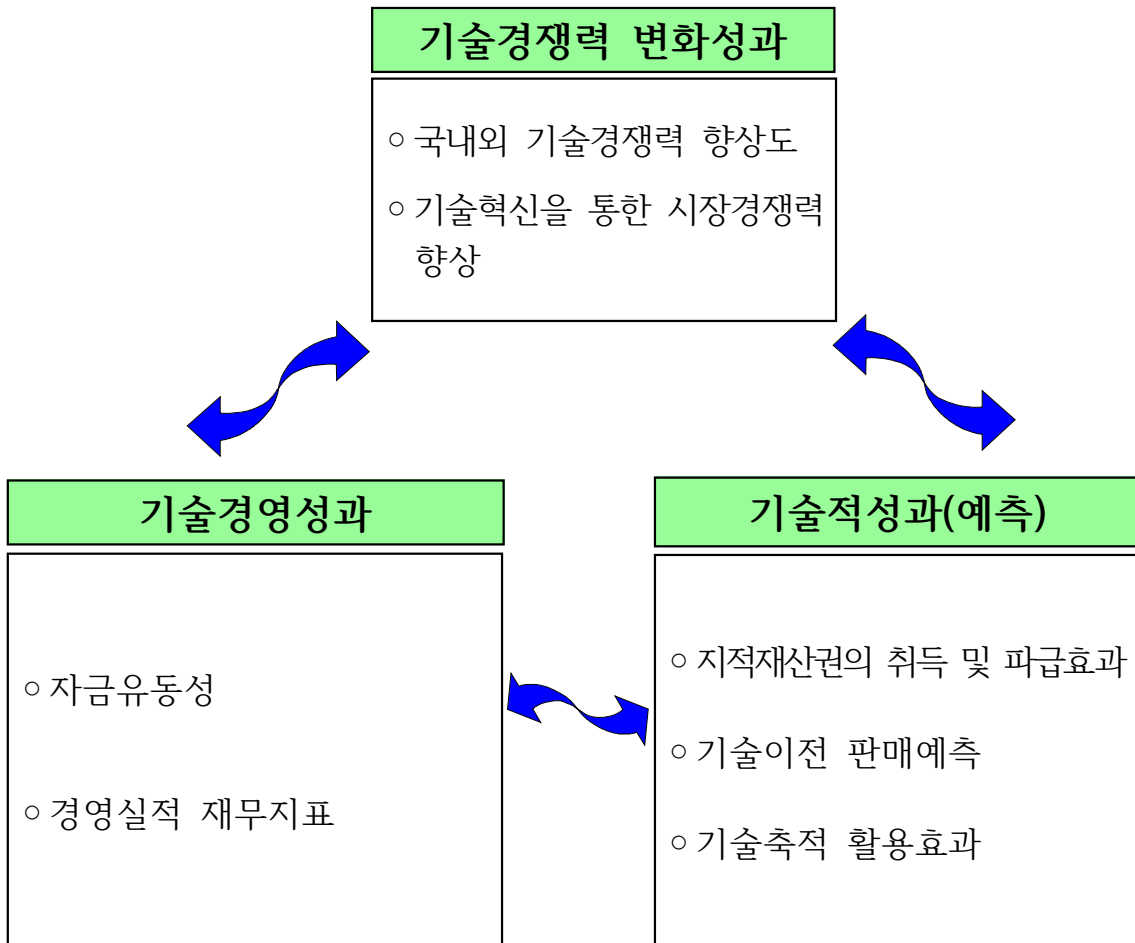 기술경쟁력 변화성과
○ 국내외 기술경쟁력 향상도
○ 기술혁신을 통한 시장경쟁력
향상
기술경영성과
○ 자금유동성
○ 경영실적 재무지표
기술적성과(예측)
○ 지적재산권의 취득 및 파급효과
○ 기술이전 판매예측
○ 기술축적 활용효과